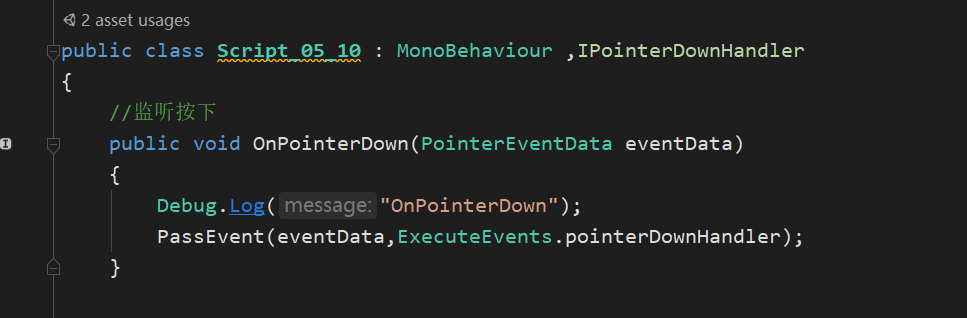 2 asset usages
public class Script_05_10 : MonoBehaviour ,IPointerDownHandler
{
//监听按下
public void OnPointerDown(PointerEventData eventData)
{
Debug.Log( message: "OnPointerDown");
PassEvent(eventData,ExecuteEvents.pointerDownHandler);
}